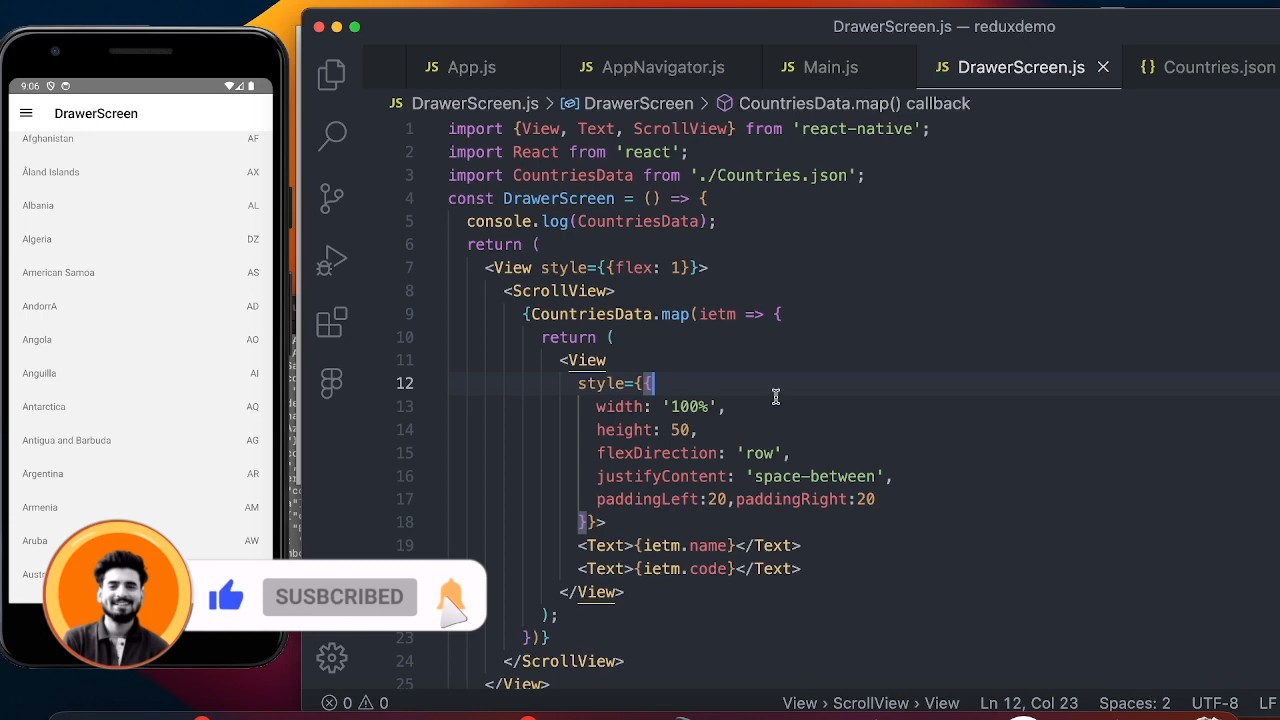 9:06
DrawerScreen
Afghanistan AF
Åland Islands AX
Albania AL
Algeria DZ
American Samoa AS
AndorrA AD
Angola AO
Anguilla AI
Antarctica AQ
Antigua and Barbuda AG
Argentina AR
Armenia AM
Aruba AW
Aust
SUSBCRIBED
DrawerScreen.js — reduxdemo
JS App.js
JS AppNavigator.js
JS Main.js
JS DrawerScreen.js
{} Countries.json
JS DrawerScreen.js > DrawerScreen > CountriesData.map() callback
1 import {View, Text, ScrollView} from 'react-native';
2 import React from 'react';
3 import CountriesData from './Countries.json';
4 const DrawerScreen = () => {
5 console.log(CountriesData);
6 return (
7 <View style={{flex: 1}}>
8 <ScrollView>
9 {CountriesData.map(ietm => {
10 return (
11 <View
12 style={{
13 width: '100%',
14 height: 50,
15 flexDirection: 'row',
16 justifyContent: 'space-between',
17 paddingLeft:20,paddingRight:20
18 }}>
19 <Text>{ietm.name}</Text>
<Text>{ietm.code}</Text>
</View>
);
23 })}
24 </ScrollView>
25 </View>
0 0
View › ScrollView › View
Ln 12, Col 23
Spaces: 2
UTF-8
LF